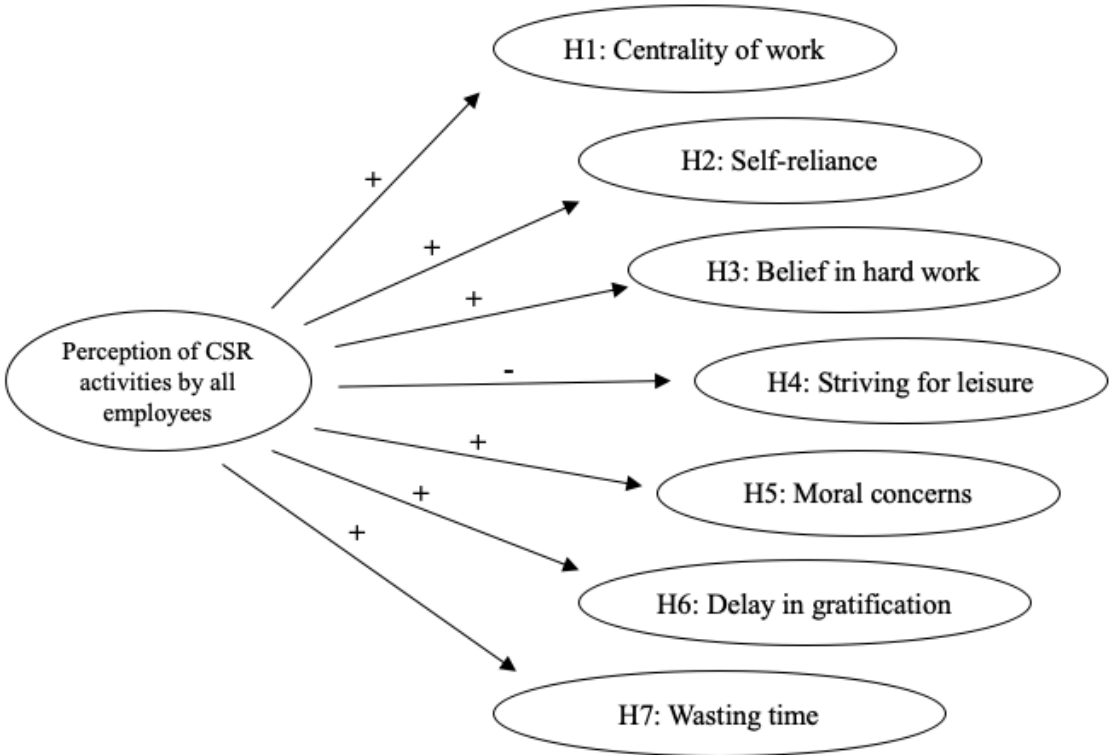 H1: Centrality of work
+
H2: Self-reliance
+
H3: Belief in hard work
+
Perception of CSR
activities by all
employees
-
H4: Striving for leisure
+
H5: Moral concerns
+
H6: Delay in gratification
+
H7: Wasting time